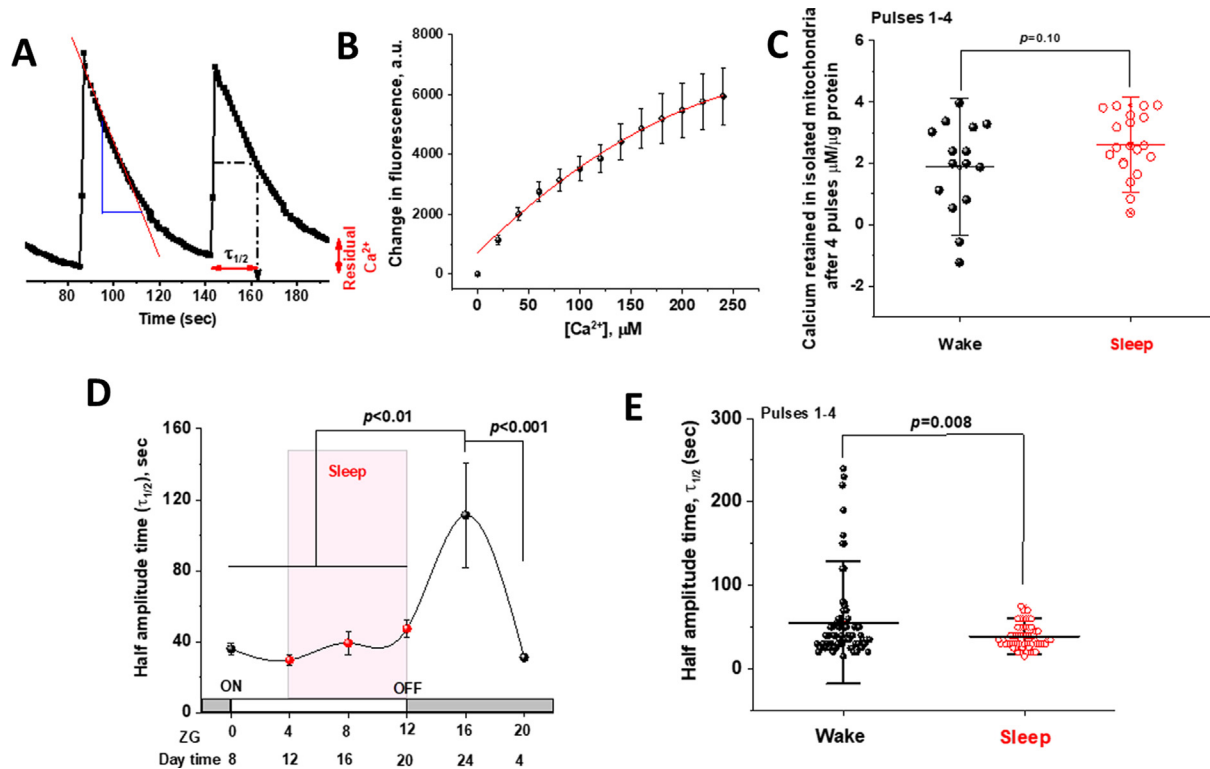 A
80 100 120 140 160 180
Time (sec)
τ1/2
Residual
Ca2+
B
Change in fluorescence, a.u.
8000
6000
4000
2000
0
0 50 100 150 200 250
[Ca2+], µM
C
Pulses 1-4
p=0.10
Calcium retained in isolated mitochondria
after 4 pulses µM/µg protein
6
4
2
0
-2
Wake Sleep
D
p<0.01
p<0.001
Half amplitude time (τ1/2), sec
160
120
80
40
0
Sleep
ON OFF
ZG 0 4 8 12 16 20
Day time 8 12 16 20 24 4
E
Pulses 1-4
p=0.008
Half amplitude time, τ1/2 (sec)
300
200
100
0
Wake Sleep